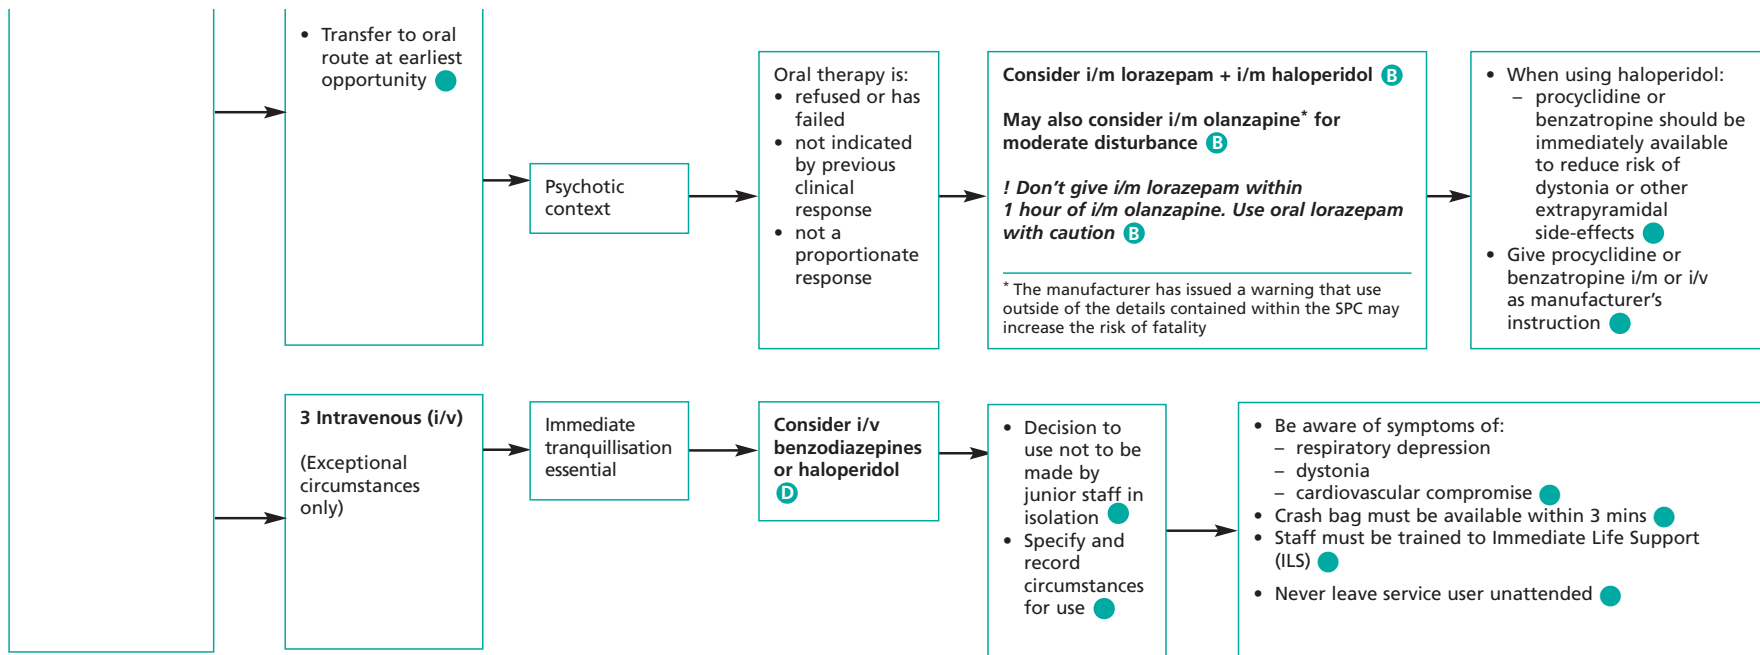 • Transfer to oral
route at earliest
opportunity
Psychotic
context
Oral therapy is:
• refused or has
failed
• not indicated
by previous
clinical
response
• not a
proportionate
response
Consider i/m lorazepam + i/m haloperidol B
May also consider i/m olanzapine* for
moderate disturbance B
! Don't give i/m lorazepam within
1 hour of i/m olanzapine. Use oral lorazepam
with caution B
* The manufacturer has issued a warning that use
outside of the details contained within the SPC may
increase the risk of fatality
• When using haloperidol:
– procyclidine or
benzatropine should be
immediately available
to reduce risk of
dystonia or other
extrapyramidal
side-effects
• Give procyclidine or
benzatropine i/m or i/v
as manufacturer's
instruction
3 Intravenous (i/v)
(Exceptional
circumstances
only)
Immediate
tranquillisation
essential
Consider i/v
benzodiazepines
or haloperidol
D
• Decision to
use not to be
made by
junior staff in
isolation
• Specify and
record
circumstances
for use
• Be aware of symptoms of:
– respiratory depression
– dystonia
– cardiovascular compromise
• Crash bag must be available within 3 mins
• Staff must be trained to Immediate Life Support
(ILS)
• Never leave service user unattended